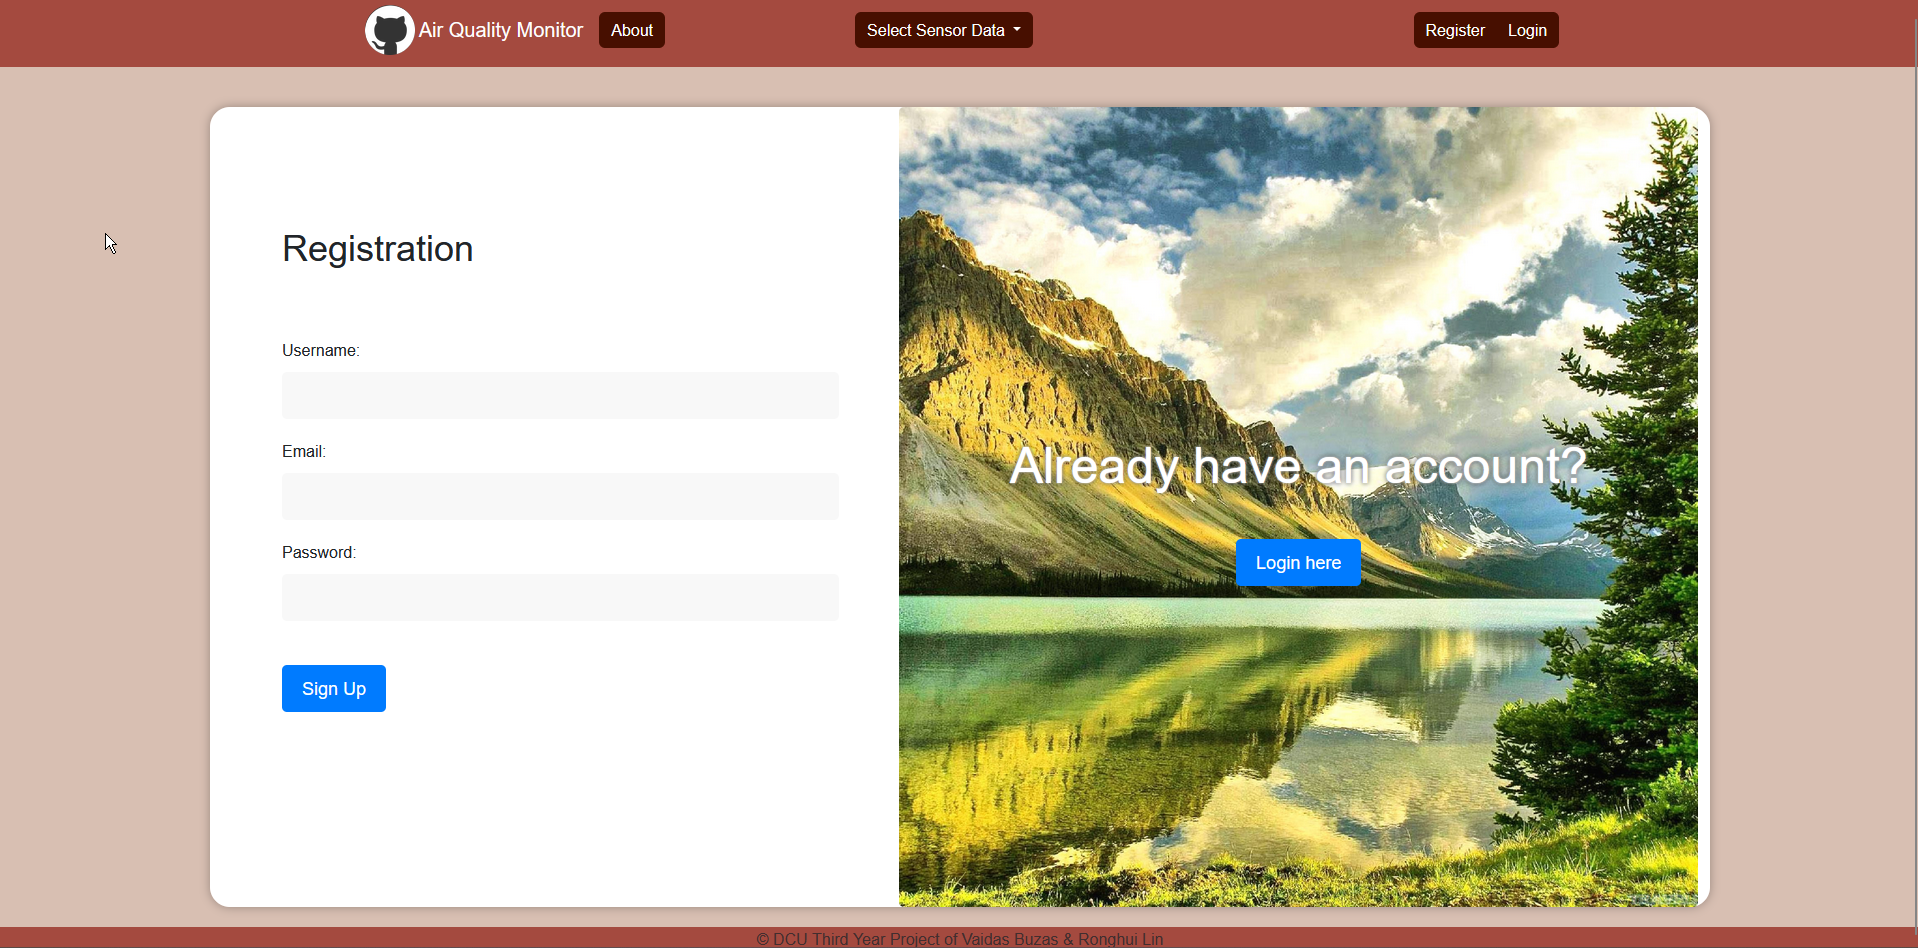 Air Quality Monitor
About
Select Sensor Data
Register
Login
Registration
Username:
Email:
Password:
Sign Up
Already have an account?
Login here
© DCU Third Year Project of Vaidas Buzas & Ronghui Lin